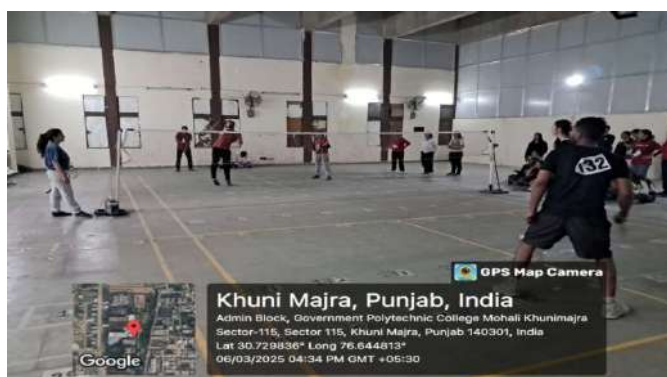 132
GPS Map Camera
Khuni Majra, Punjab, India
Admin Block, Government Polytechnic College Mohali Khunimajra
Sector-115, Sector 115, Khuni Majra, Punjab 140301, India
Lat 30.729836° Long 76.644813°
06/03/2025 04:34 PM GMT +05:30
Google